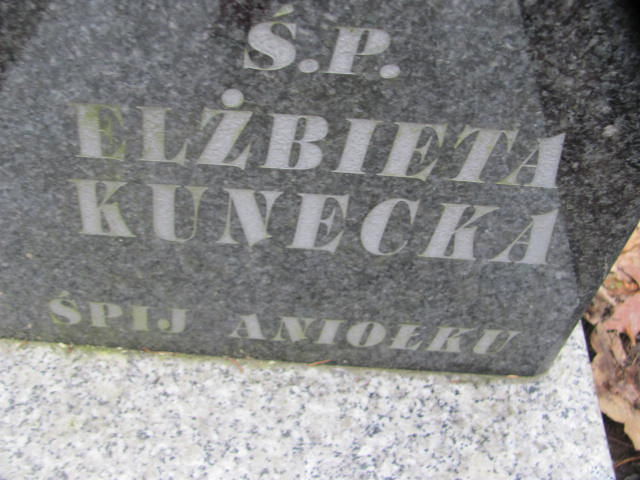 Ś.P.
ELŻBIETA
KUNECKA
ŚPIJ ANIOŁKU